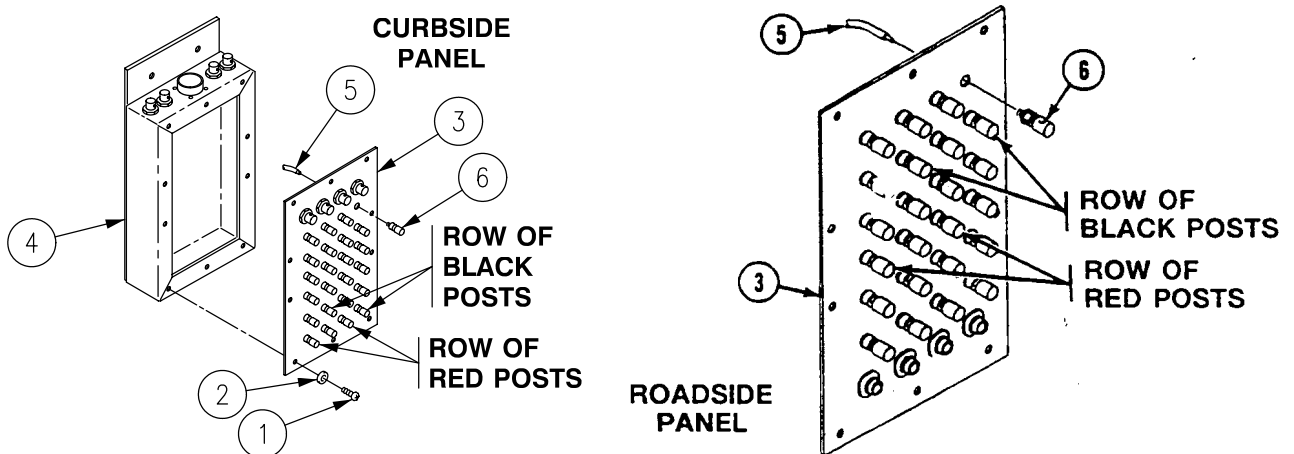 CURBSIDE
PANEL
5
3
6
4
ROW OF
BLACK
POSTS
ROW OF
RED POSTS
2
1
5
6
ROW OF
BLACK POSTS
ROW OF
RED POSTS
3
ROADSIDE
PANEL